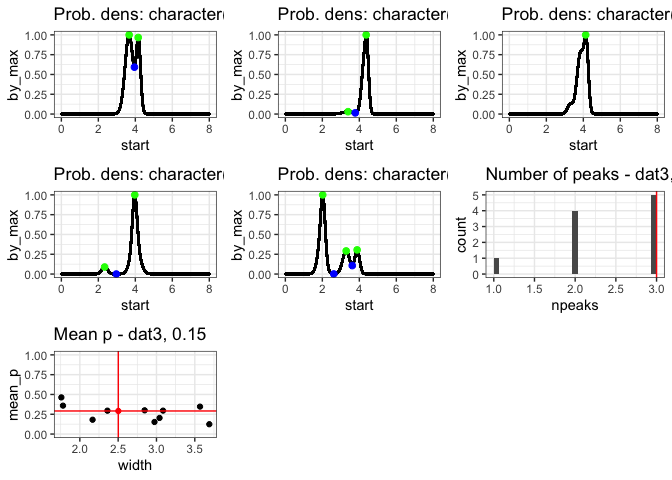 Prob. dens: character(
Prob. dens: character(
Prob. dens: character(
by_max
1.00
0.75
0.50
0.25
0.00
0 2 4 6 8
start
by_max
1.00
0.75
0.50
0.25
0.00
0 2 4 6 8
start
by_max
1.00
0.75
0.50
0.25
0.00
0 2 4 6 8
start
Prob. dens: character(
Prob. dens: character(
Number of peaks - dat3,
by_max
1.00
0.75
0.50
0.25
0.00
0 2 4 6 8
start
by_max
1.00
0.75
0.50
0.25
0.00
0 2 4 6 8
start
count
5
4
3
2
1
0
1.0 1.5 2.0 2.5 3.0
npeaks
Mean p - dat3, 0.15
mean_p
1.00
0.75
0.50
0.25
0.00
2.0 2.5 3.0 3.5
width